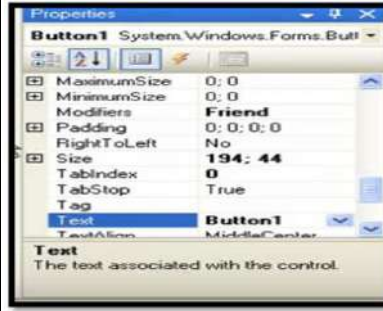 Properties
Button1 System.Windows.Forms.Butt
MaximumSize 0; 0
MinimumSize 0; 0
Modifiers Friend
Padding 0; 0; 0; 0
RightToLeft No
Size 194; 44
TabIndex 0
TabStop True
Tag
Text Button1
TextAlign MiddleCenter
Text
The text associated with the control.